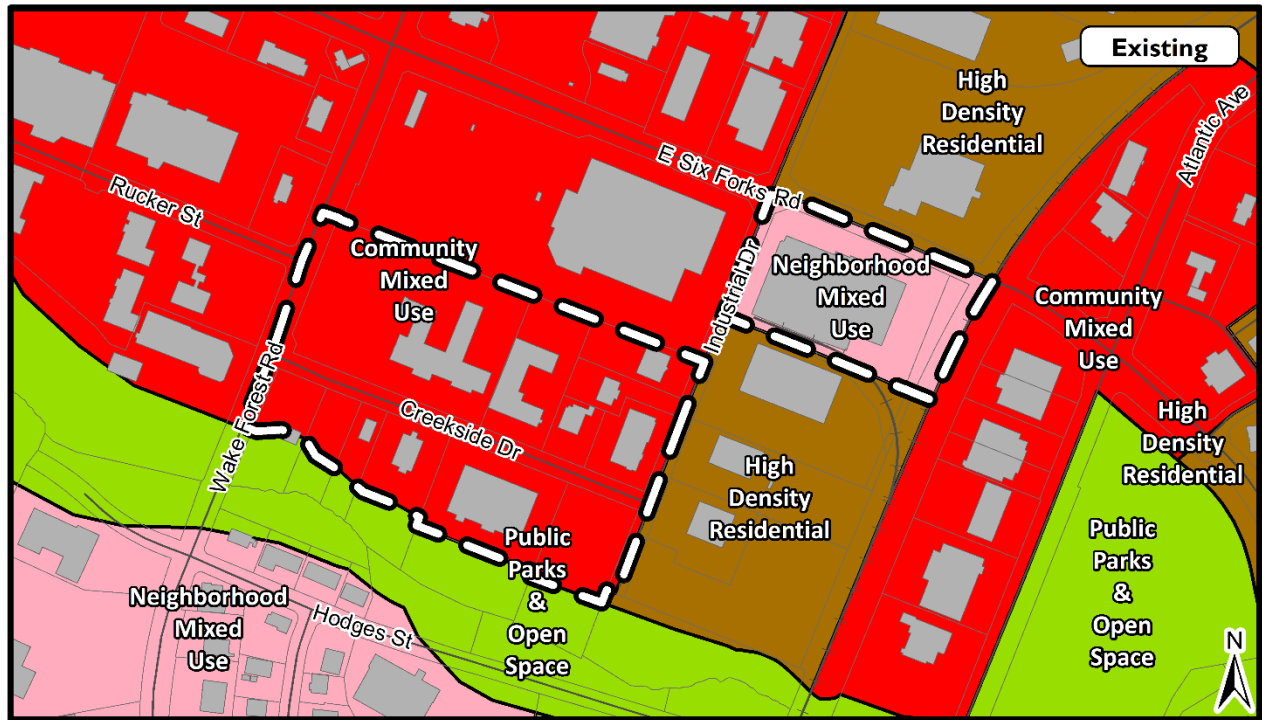 Existing
High
Density
Residential
Atlantic Ave
E Six Forks Rd
Rucker St
Community
Mixed
Use
Neighborhood
Mixed
Use
Industrial Dr
Community
Mixed
Use
Wake Forest Rd
Creekside Dr
High
Density
Residential
High
Density
Residential
Public
Parks
&
Open
Space
Public
Parks
&
Open
Space
Neighborhood
Mixed
Use
Hodges St
N